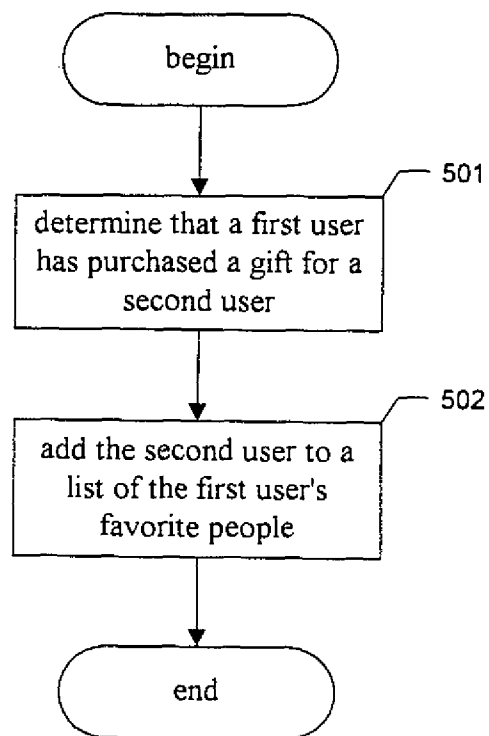 begin
501
determine that a first user
has purchased a gift for a
second user
502
add the second user to a
list of the first user's
favorite people
end